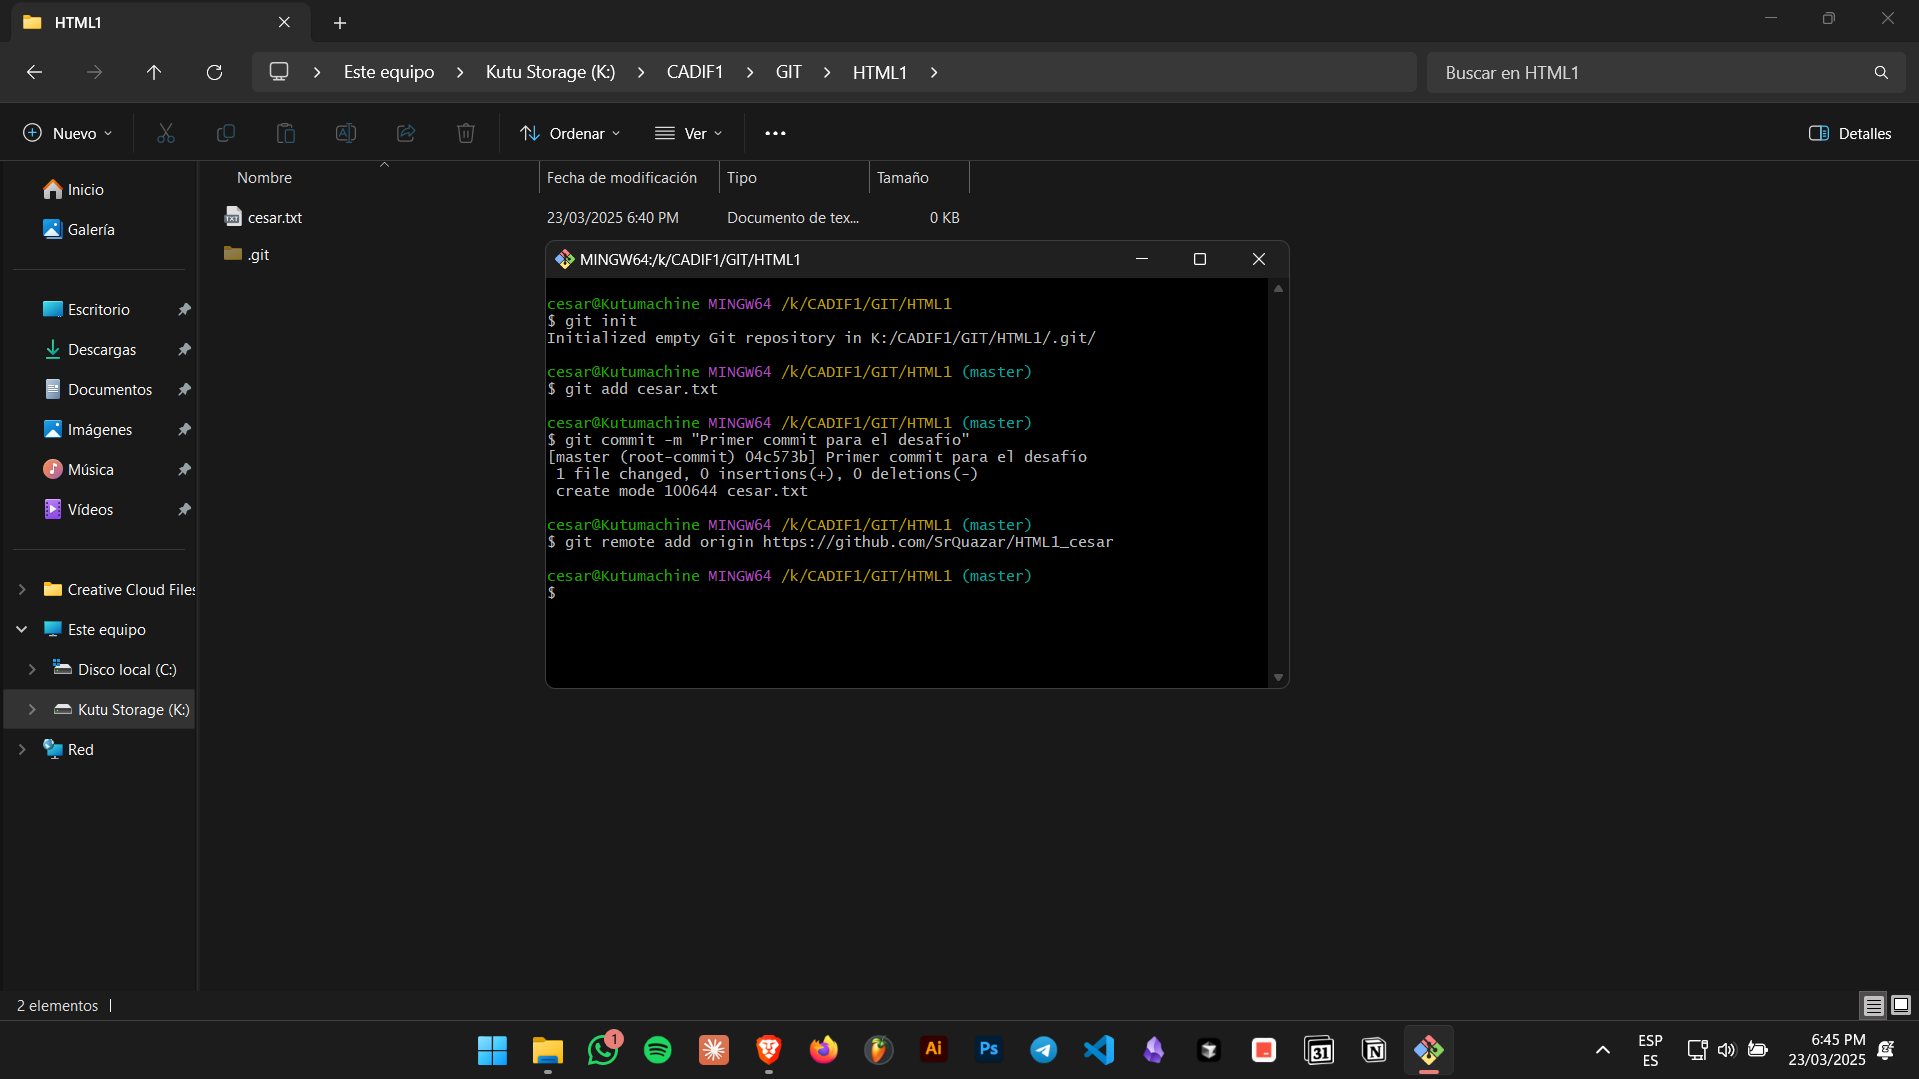 HTML1
Este equipo
Kutu Storage (K:)
CADIF1
GIT
HTML1
Buscar en HTML1
Nuevo
Ordenar
Ver
Detalles
Nombre
Fecha de modificación
Tipo
Tamaño
cesar.txt
23/03/2025 6:40 PM
Documento de tex...
0 KB
.git
Inicio
Galería
Escritorio
Descargas
Documentos
Imágenes
Música
Vídeos
Creative Cloud Files
Este equipo
Disco local (C:)
Kutu Storage (K:)
Red
MINGW64:/k/CADIF1/GIT/HTML1
cesar@Kutumachine MINGW64 /k/CADIF1/GIT/HTML1
$ git init
Initialized empty Git repository in K:/CADIF1/GIT/HTML1/.git/
cesar@Kutumachine MINGW64 /k/CADIF1/GIT/HTML1 (master)
$ git add cesar.txt
cesar@Kutumachine MINGW64 /k/CADIF1/GIT/HTML1 (master)
$ git commit -m "Primer commit para el desafío"
[master (root-commit) 04c573b] Primer commit para el desafío
1 file changed, 0 insertions(+), 0 deletions(-)
create mode 100644 cesar.txt
cesar@Kutumachine MINGW64 /k/CADIF1/GIT/HTML1 (master)
$ git remote add origin https://github.com/SrQuazar/HTML1_cesar
cesar@Kutumachine MINGW64 /k/CADIF1/GIT/HTML1 (master)
$
2 elementos
1
Ai
Ps
31
ESP
ES
6:45 PM
23/03/2025